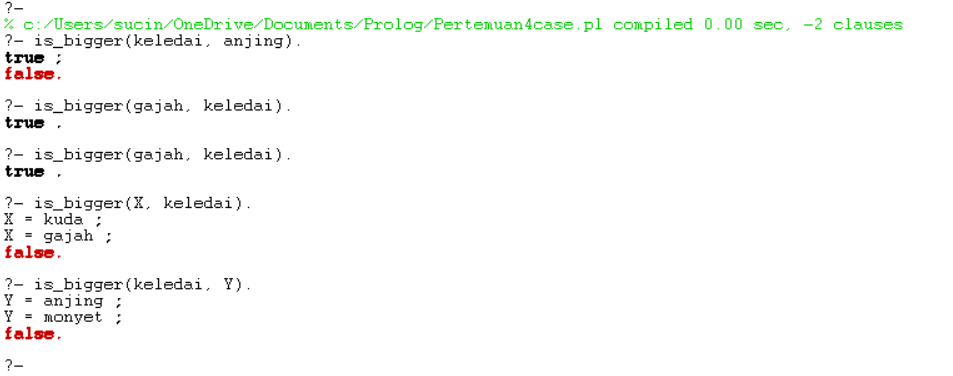 ?-
% c:/Users/sucin/OneDrive/Documents/Prolog/Pertemuan4case.pl compiled 0.00 sec, -2 clauses
?- is_bigger(keledai, anjing).
true ;
false.
?- is_bigger(gajah, keledai).
true .
?- is_bigger(gajah, keledai).
true .
?- is_bigger(X, keledai).
X = kuda ;
X = gajah ;
false.
?- is_bigger(keledai, Y).
Y = anjing ;
Y = monyet ;
false.
?-